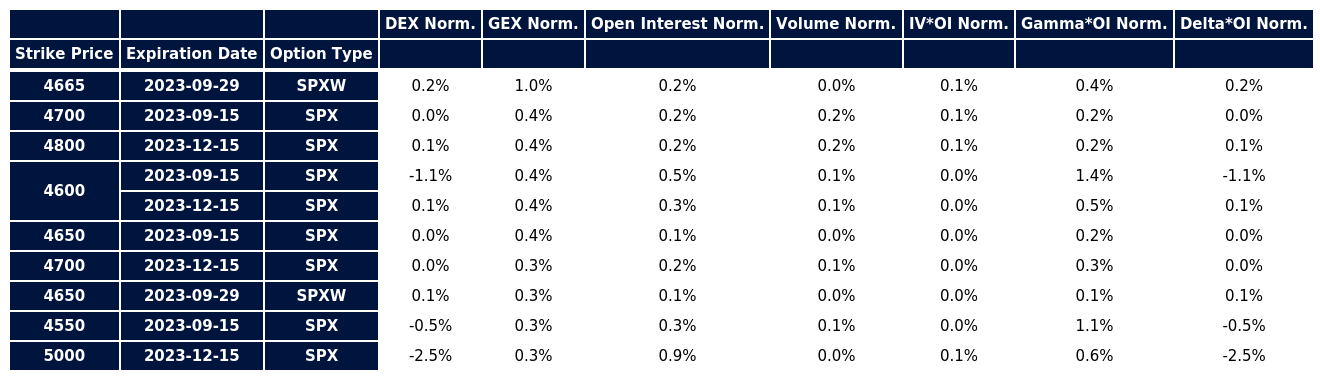 DEX Norm. GEX Norm. Open Interest Norm. Volume Norm. IV*OI Norm. Gamma*OI Norm. Delta*OI Norm.
Strike Price Expiration Date Option Type
4665 2023-09-29 SPXW 0.2% 1.0% 0.2% 0.0% 0.1% 0.4% 0.2%
4700 2023-09-15 SPX 0.0% 0.4% 0.2% 0.2% 0.1% 0.2% 0.0%
4800 2023-12-15 SPX 0.1% 0.4% 0.2% 0.2% 0.1% 0.2% 0.1%
4600 2023-09-15 SPX -1.1% 0.4% 0.5% 0.1% 0.0% 1.4% -1.1%
2023-12-15 SPX 0.1% 0.4% 0.3% 0.1% 0.0% 0.5% 0.1%
4650 2023-09-15 SPX 0.0% 0.4% 0.1% 0.0% 0.0% 0.2% 0.0%
4700 2023-12-15 SPX 0.0% 0.3% 0.2% 0.1% 0.0% 0.3% 0.0%
4650 2023-09-29 SPXW 0.1% 0.3% 0.1% 0.0% 0.0% 0.1% 0.1%
4550 2023-09-15 SPX -0.5% 0.3% 0.3% 0.1% 0.0% 1.1% -0.5%
5000 2023-12-15 SPX -2.5% 0.3% 0.9% 0.0% 0.1% 0.6% -2.5%